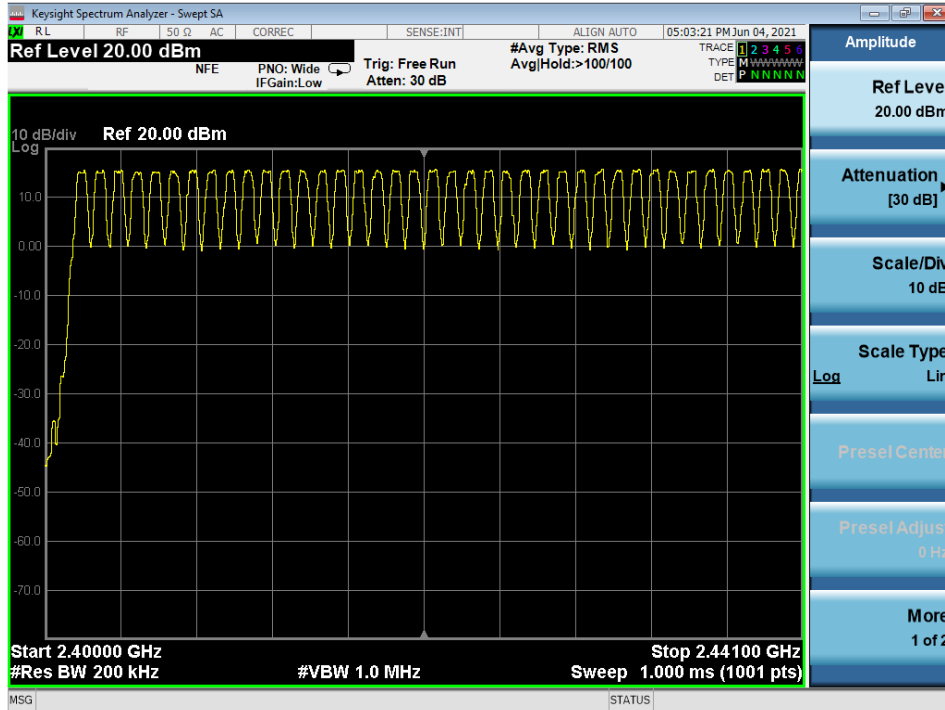 Keysight Spectrum Analyzer - Swept SA
LXI RL RF 50 Ω AC CORREC SENSE:INT ALIGN AUTO 05:03:21 PM Jun 04, 2021
Ref Level 20.00 dBm
NFE
PNO: Wide
IFGain:Low
Trig: Free Run
Atten: 30 dB
#Avg Type: RMS
Avg|Hold:>100/100
TRACE 1 2 3 4 5 6
TYPE M WWWWW
DET P N N N N N
10 dB/div Ref 20.00 dBm
Log
10.0
0.00
-10.0
-20.0
-30.0
-40.0
-50.0
-60.0
-70.0
Start 2.40000 GHz Stop 2.44100 GHz
#Res BW 200 kHz #VBW 1.0 MHz Sweep 1.000 ms (1001 pts)
MSG STATUS
Amplitude
Ref Leve
20.00 dBm
Attenuation
[30 dB]
Scale/Div
10 dB
Scale Type
Log Lin
Presel Center
Presel Adjus
0 Hz
More
1 of 2